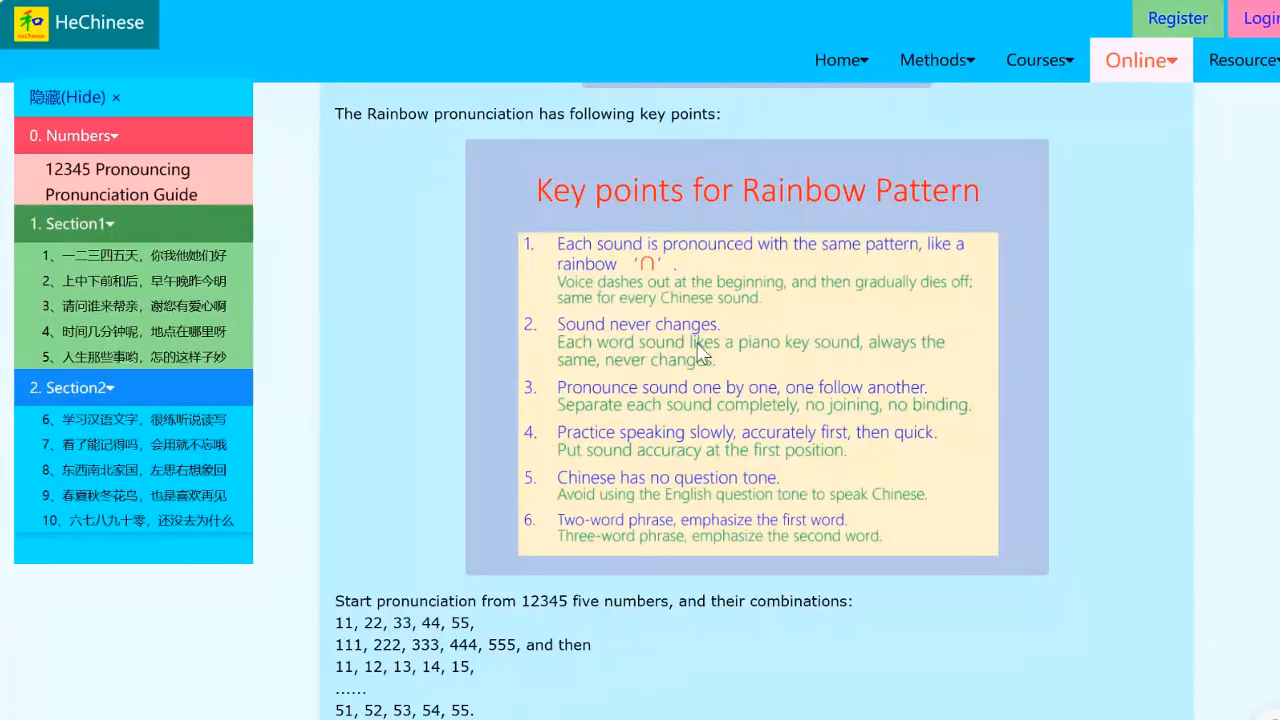 和
HeChinese
HeChinese
Register
Login
Home▾
Methods▾
Courses▾
Online▾
Resource▾
隐藏(Hide) ×
0. Numbers▾
12345 Pronouncing
Pronunciation Guide
1. Section1▾
1、一二三四五天，你我他她们好
2、上中下前和后，早午晚昨今明
3、请问谁来帮亲，谢您有爱心啊
4、时间几分钟呢，地点在哪里呀
5、人生那些事哟，怎的这样子妙
2. Section2▾
6、学习汉语文字，很练听说读写
7、看了能记得吗，会用就不忘哦
8、东西南北家国，左思右想象回
9、春夏秋冬花鸟，也是喜欢再见
10、六七八九十零，还没去为什么
The Rainbow pronunciation has following key points:
Key points for Rainbow Pattern
1. Each sound is pronounced with the same pattern, like a
rainbow ‘∩’ .
Voice dashes out at the beginning, and then gradually dies off;
same for every Chinese sound.
2. Sound never changes.
Each word sound likes a piano key sound, always the
same, never changes.
3. Pronounce sound one by one, one follow another.
Separate each sound completely, no joining, no binding.
4. Practice speaking slowly, accurately first, then quick.
Put sound accuracy at the first position.
5. Chinese has no question tone.
Avoid using the English question tone to speak Chinese.
6. Two-word phrase, emphasize the first word.
Three-word phrase, emphasize the second word.
Start pronunciation from 12345 five numbers, and their combinations:
11, 22, 33, 44, 55,
111, 222, 333, 444, 555, and then
11, 12, 13, 14, 15,
......
51, 52, 53, 54, 55.